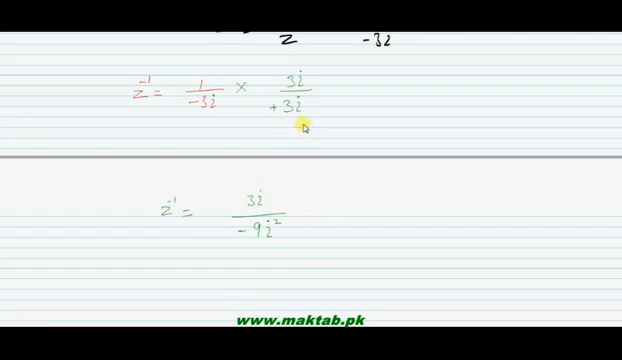 z -3i
z⁻¹ = 1/-3i × 3i/+3i
z⁻¹ = 3i/-9i²
www.maktab.pk